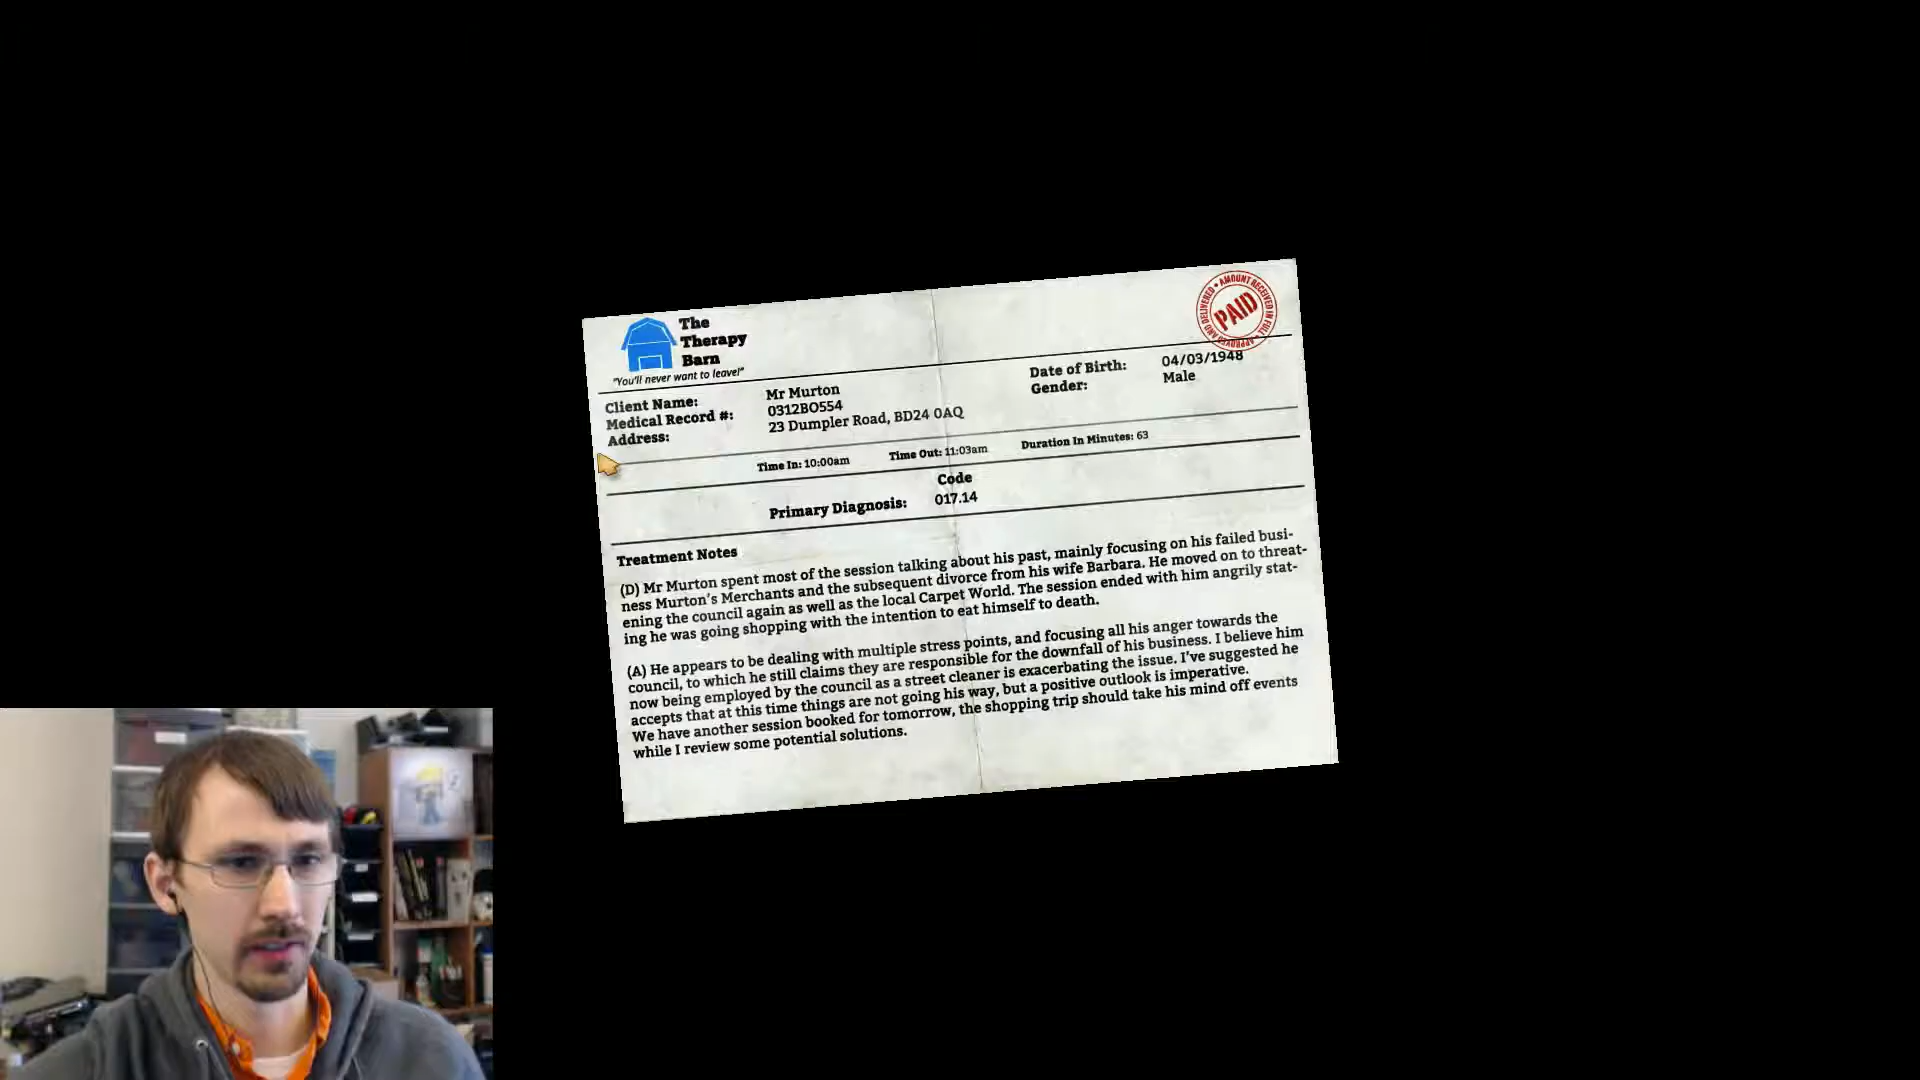 The
Therapy
Barn
"You'll never want to leave!"
AMOUNT RECEIVED IN FULL • APPROVED AND DELIVERED •
PAID
Client Name: Mr Murton
Medical Record #: 0312BO554
Address: 23 Dumpler Road, BD24 0AQ
Date of Birth: 04/03/1948
Gender: Male
Time In: 10:00am Time Out: 11:03am Duration In Minutes: 63
Code
Primary Diagnosis: 017.14
Treatment Notes
(D) Mr Murton spent most of the session talking about his past, mainly focusing on his failed busi-
ness Murton's Merchants and the subsequent divorce from his wife Barbara. He moved on to threat-
ening the council again as well as the local Carpet World. The session ended with him angrily stat-
ing he was going shopping with the intention to eat himself to death.
(A) He appears to be dealing with multiple stress points, and focusing all his anger towards the
council, to which he still claims they are responsible for the downfall of his business. I believe him
now being employed by the council as a street cleaner is exacerbating the issue. I've suggested he
accepts that at this time things are not going his way, but a positive outlook is imperative.
We have another session booked for tomorrow, the shopping trip should take his mind off events
while I review some potential solutions.